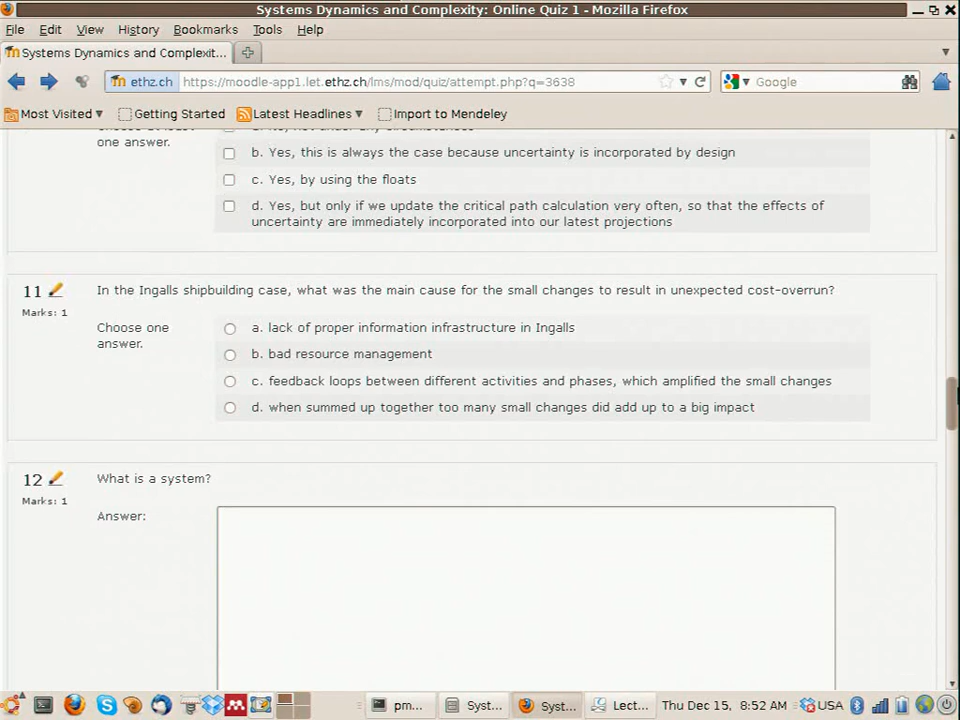 Systems Dynamics and Complexity: Online Quiz 1 - Mozilla Firefox
File Edit View History Bookmarks Tools Help
Systems Dynamics and Complexit...
ethz.ch https://moodle-app1.let.ethz.ch/lms/mod/quiz/attempt.php?q=3638 Google
Most Visited Getting Started Latest Headlines Import to Mendeley
one answer.
b. Yes, this is always the case because uncertainty is incorporated by design
c. Yes, by using the floats
d. Yes, but only if we update the critical path calculation very often, so that the effects of
uncertainty are immediately incorporated into our latest projections
11 In the Ingalls shipbuilding case, what was the main cause for the small changes to result in unexpected cost-overrun?
Marks: 1
Choose one
answer.
a. lack of proper information infrastructure in Ingalls
b. bad resource management
c. feedback loops between different activities and phases, which amplified the small changes
d. when summed up together too many small changes did add up to a big impact
12 What is a system?
Marks: 1
Answer:
pm... Syst... Syst... Lect... Thu Dec 15, 8:52 AM USA